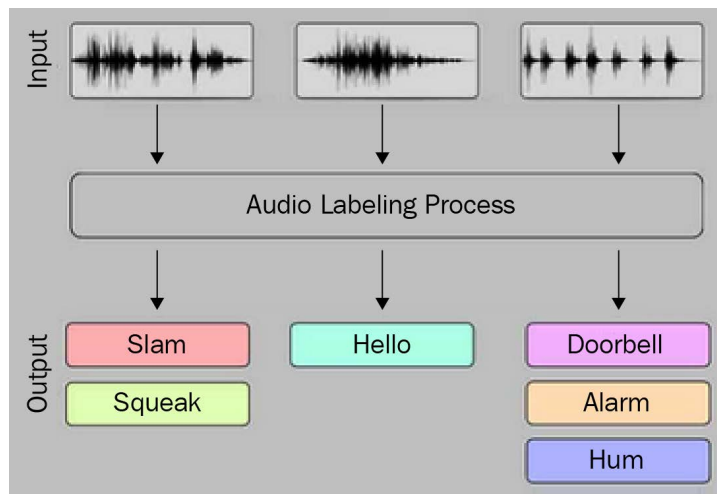 Input
Audio Labeling Process
Output
Slam
Hello
Doorbell
Squeak
Alarm
Hum